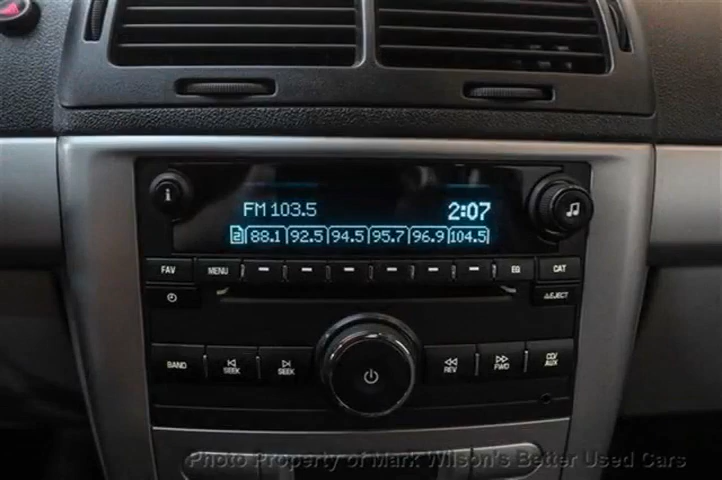 FM 103.5 2:07
2 88.1 92.5 94.5 95.7 96.9 104.5
FAV MENU EQ CAT
EJECT
BAND SEEK SEEK REV FWD CD/AUX
Photo Property of Mark Wilson's Better Used Cars